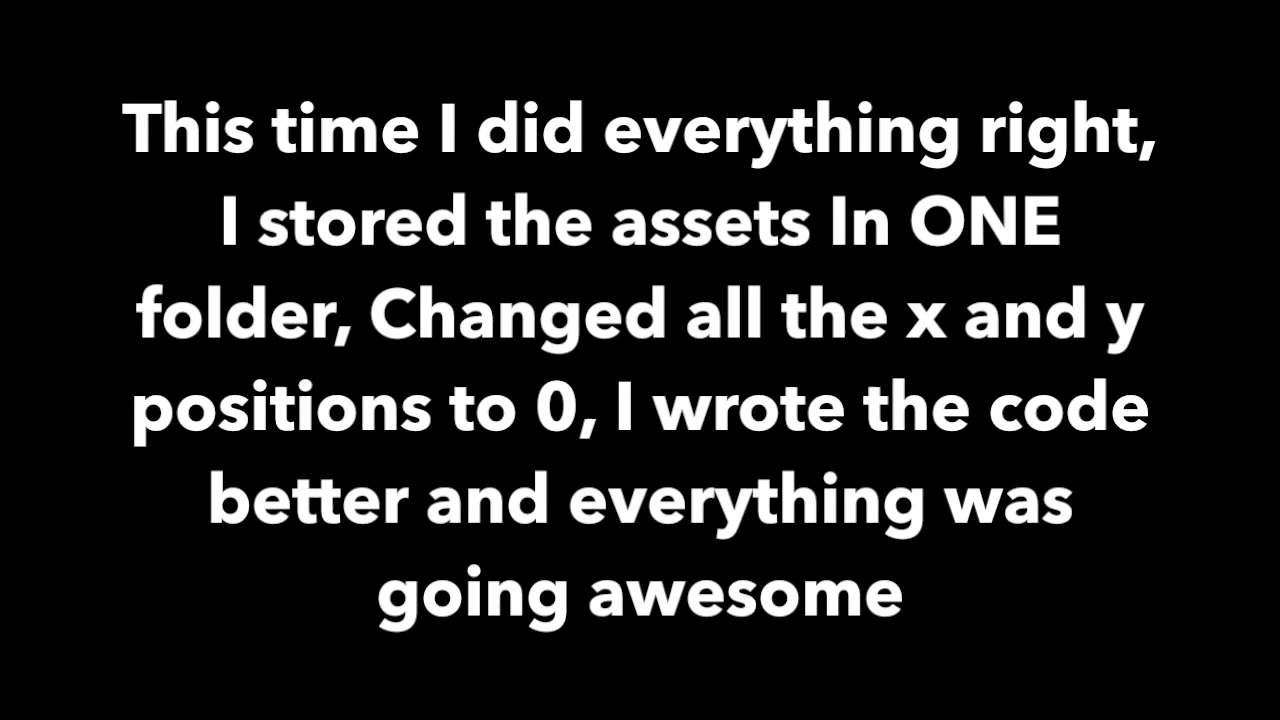 This time I did everything right,
I stored the assets In ONE
folder, Changed all the x and y
positions to 0, I wrote the code
better and everything was
going awesome